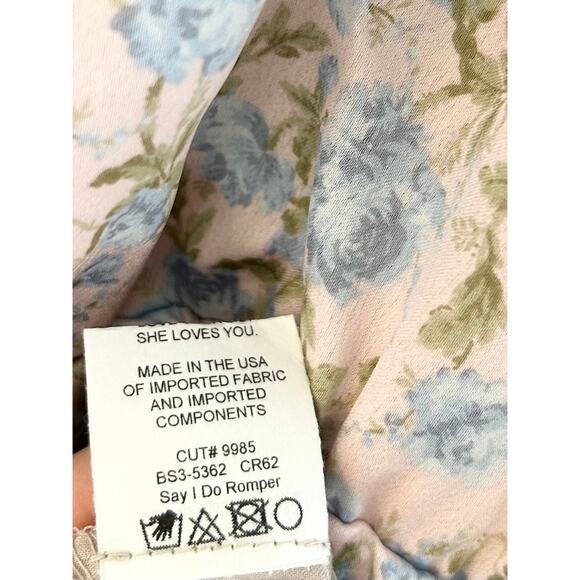 SHE LOVES YOU.
MADE IN THE USA
OF IMPORTED FABRIC
AND IMPORTED
COMPONENTS
CUT# 9985
BS3-5362 CR62
Say I Do Romper